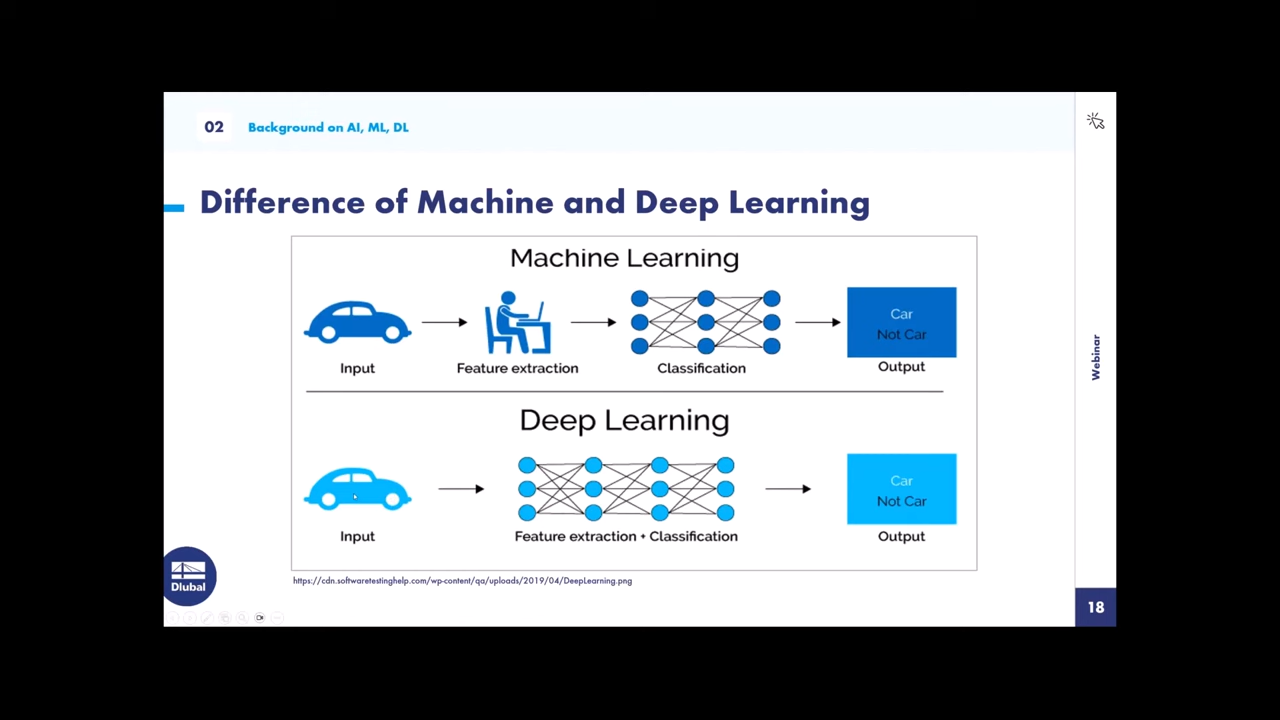 02 Background on AI, ML, DL
Difference of Machine and Deep Learning
Machine Learning
Input Feature extraction Classification Output
Car
Not Car
Deep Learning
Input Feature extraction + Classification Output
Car
Not Car
https://cdn.softwaretestinghelp.com/wp-content/qa/uploads/2019/04/DeepLearning.png
Dlubal
Webinar
18